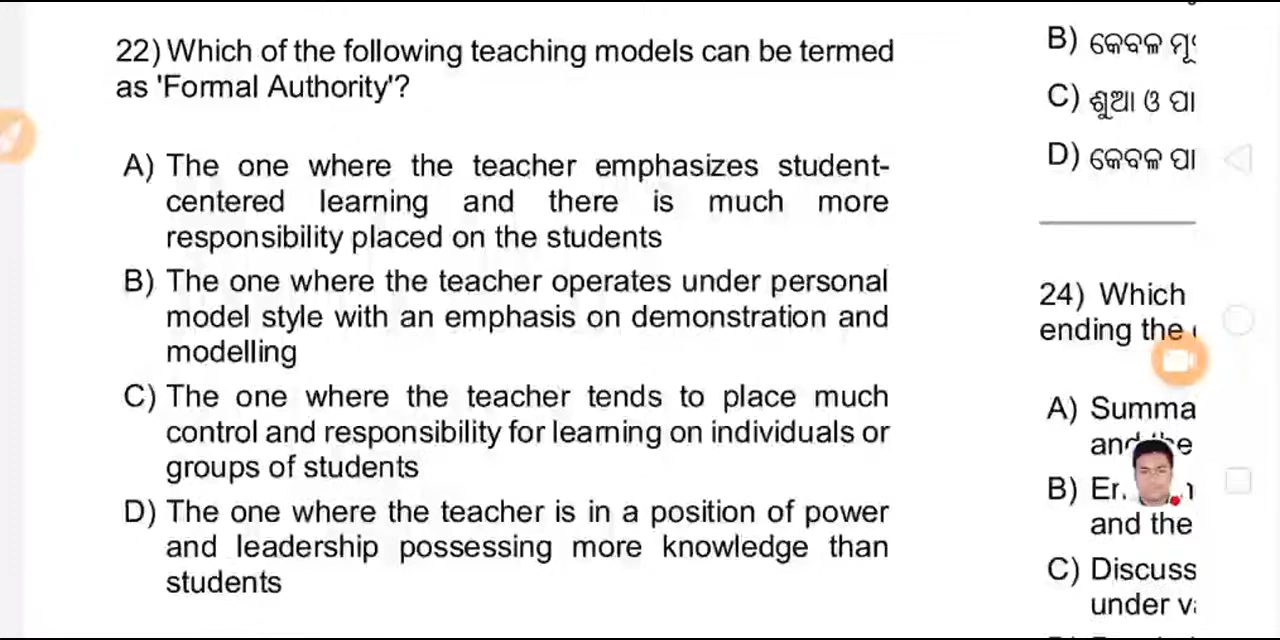 22) Which of the following teaching models can be termed
as 'Formal Authority'?
A) The one where the teacher emphasizes student-
centered learning and there is much more
responsibility placed on the students
B) The one where the teacher operates under personal
model style with an emphasis on demonstration and
modelling
C) The one where the teacher tends to place much
control and responsibility for learning on individuals or
groups of students
D) The one where the teacher is in a position of power
and leadership possessing more knowledge than
students
B) କେବଳ
C) ଶୁଆ ଓ
D) କେବଳ
24) Which
ending the
A)
B)
and the
C)
under